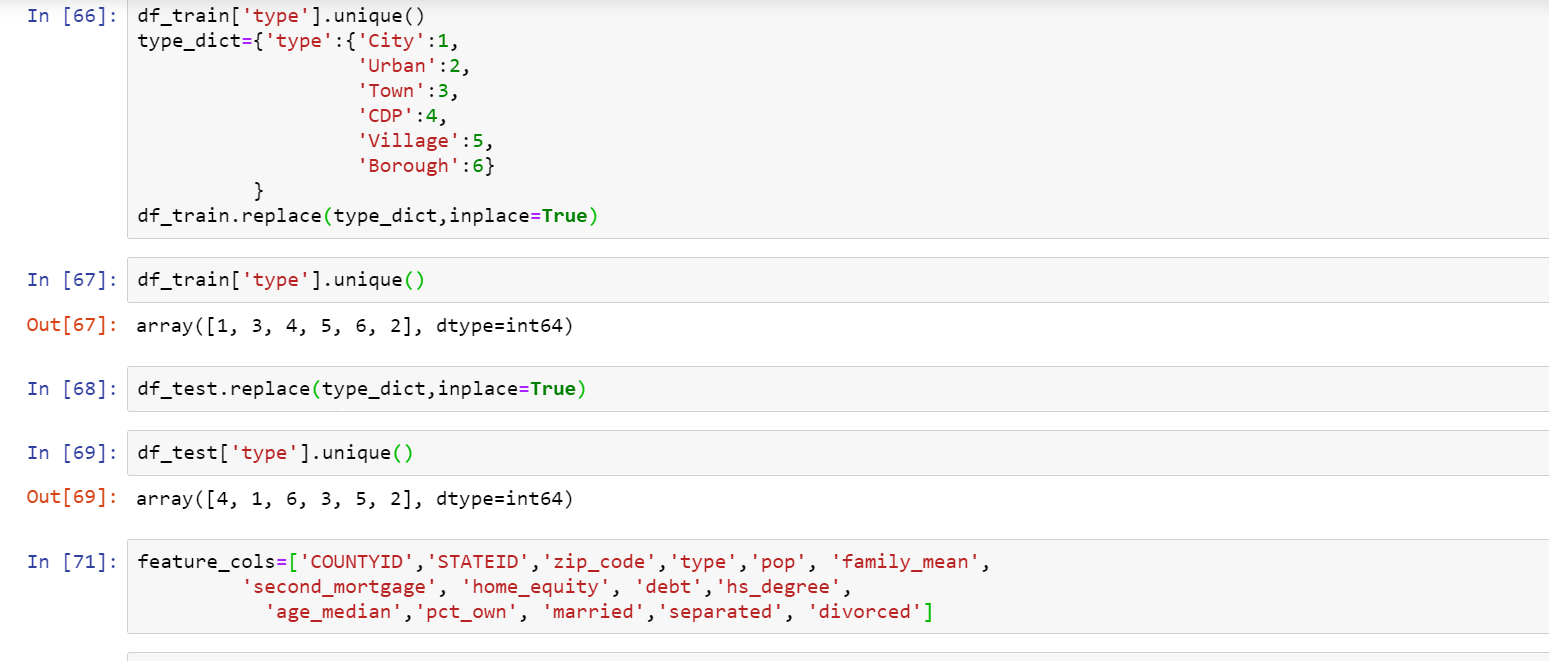 In [66]: df_train['type'].unique()
type_dict={'type':{'City':1,
'Urban':2,
'Town':3,
'CDP':4,
'Village':5,
'Borough':6}
}
df_train.replace(type_dict,inplace=True)
In [67]: df_train['type'].unique()
Out[67]: array([1, 3, 4, 5, 6, 2], dtype=int64)
In [68]: df_test.replace(type_dict,inplace=True)
In [69]: df_test['type'].unique()
Out[69]: array([4, 1, 6, 3, 5, 2], dtype=int64)
In [71]: feature_cols=['COUNTYID','STATEID','zip_code','type','pop', 'family_mean',
'second_mortgage', 'home_equity', 'debt','hs_degree',
'age_median','pct_own', 'married','separated', 'divorced']